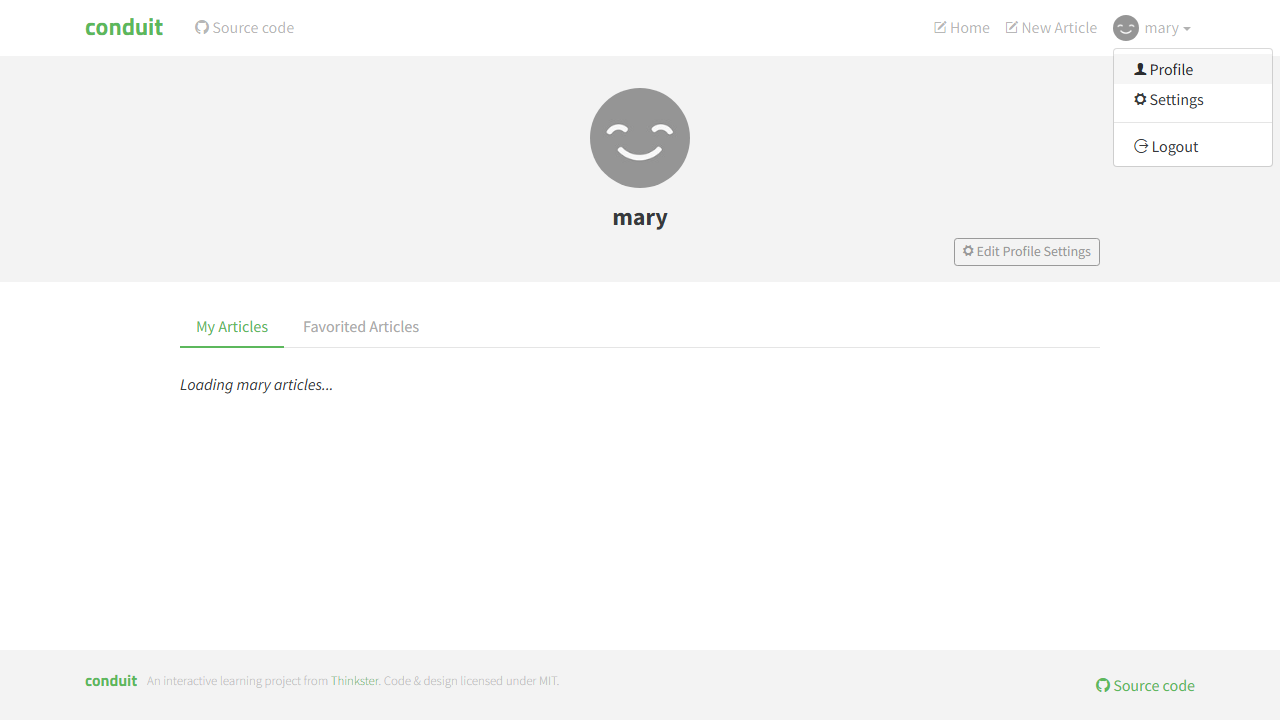 conduit Source code Home New Article mary
Profile
Settings
Logout
mary
Edit Profile Settings
My Articles Favorited Articles
Loading mary articles...
conduit An interactive learning project from Thinkster. Code & design licensed under MIT. Source code